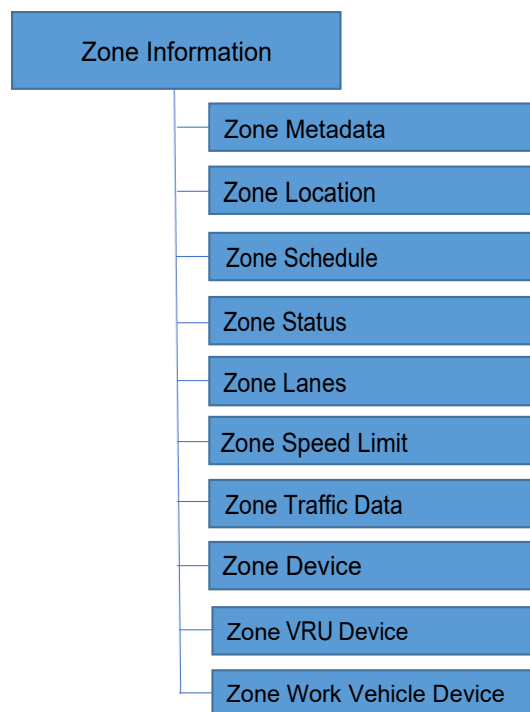 Zone Information
Zone Metadata
Zone Location
Zone Schedule
Zone Status
Zone Lanes
Zone Speed Limit
Zone Traffic Data
Zone Device
Zone VRU Device
Zone Work Vehicle Device